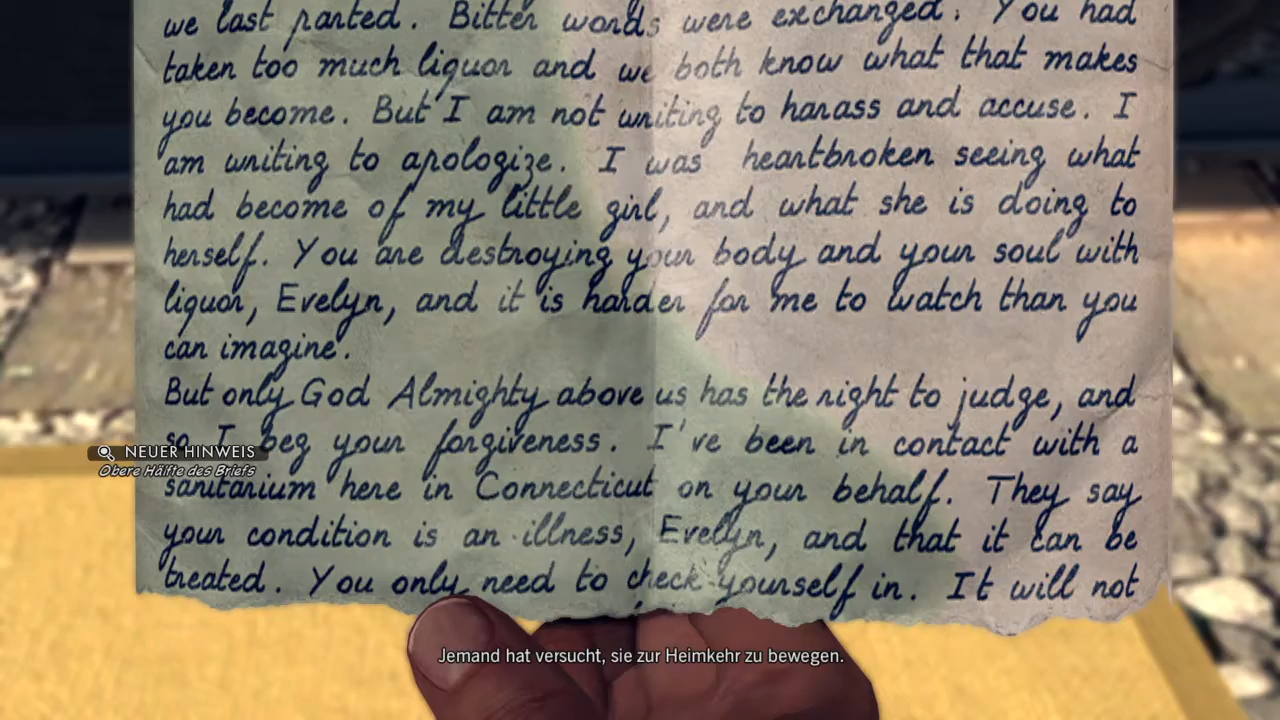 we last parted. Bitter words were exchanged. You had
taken too much liquor and we both know what that makes
you become. But I am not writing to harass and accuse. I
am writing to apologize. I was heartbroken seeing what
had become of my little girl, and what she is doing to
herself. You are destroying your body and your soul with
liquor, Evelyn, and it is harder for me to watch than you
can imagine.
But only God Almighty above us has the right to judge, and
so I beg your forgiveness. I've been in contact with a
NEUER HINWEIS
Obere Hälfte des Briefs
sanitarium here in Connecticut on your behalf. They say
your condition is an illness, Evelyn, and that it can be
treated. You only need to check yourself in. It will not
Jemand hat versucht, sie zur Heimkehr zu bewegen.